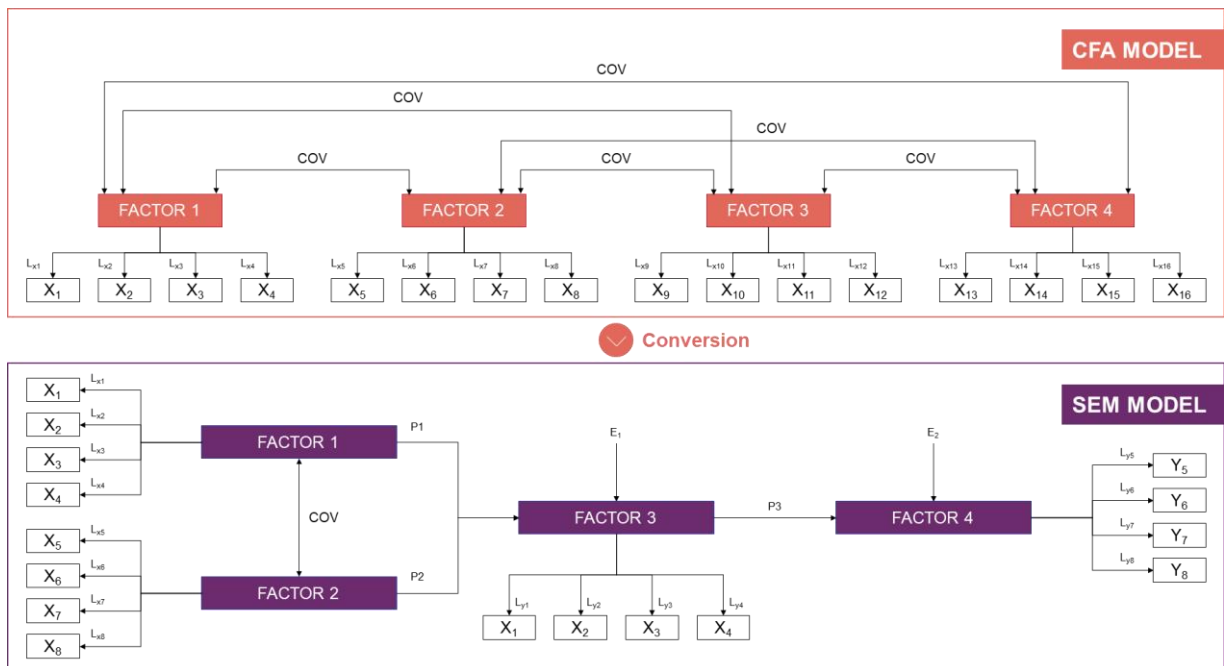 CFA MODEL
COV
COV
COV
COV COV COV
FACTOR 1 FACTOR 2 FACTOR 3 FACTOR 4
Lx1 Lx2 Lx3 Lx4 Lx5 Lx6 Lx7 Lx8 Lx9 Lx10 Lx11 Lx12 Lx13 Lx14 Lx15 Lx16
X1 X2 X3 X4 X5 X6 X7 X8 X9 X10 X11 X12 X13 X14 X15 X16
Conversion
SEM MODEL
X1 Lx1
X2 Lx2
X3 Lx3
X4 Lx4
FACTOR 1 P1
COV
X5 Lx5
X6 Lx6
X7 Lx7
X8 Lx8
FACTOR 2 P2
E1
FACTOR 3 P3
Ly1 Ly2 Ly3 Ly4
X1 X2 X3 X4
E2
FACTOR 4
Ly5 Y5
Ly6 Y6
Ly7 Y7
Ly8 Y8